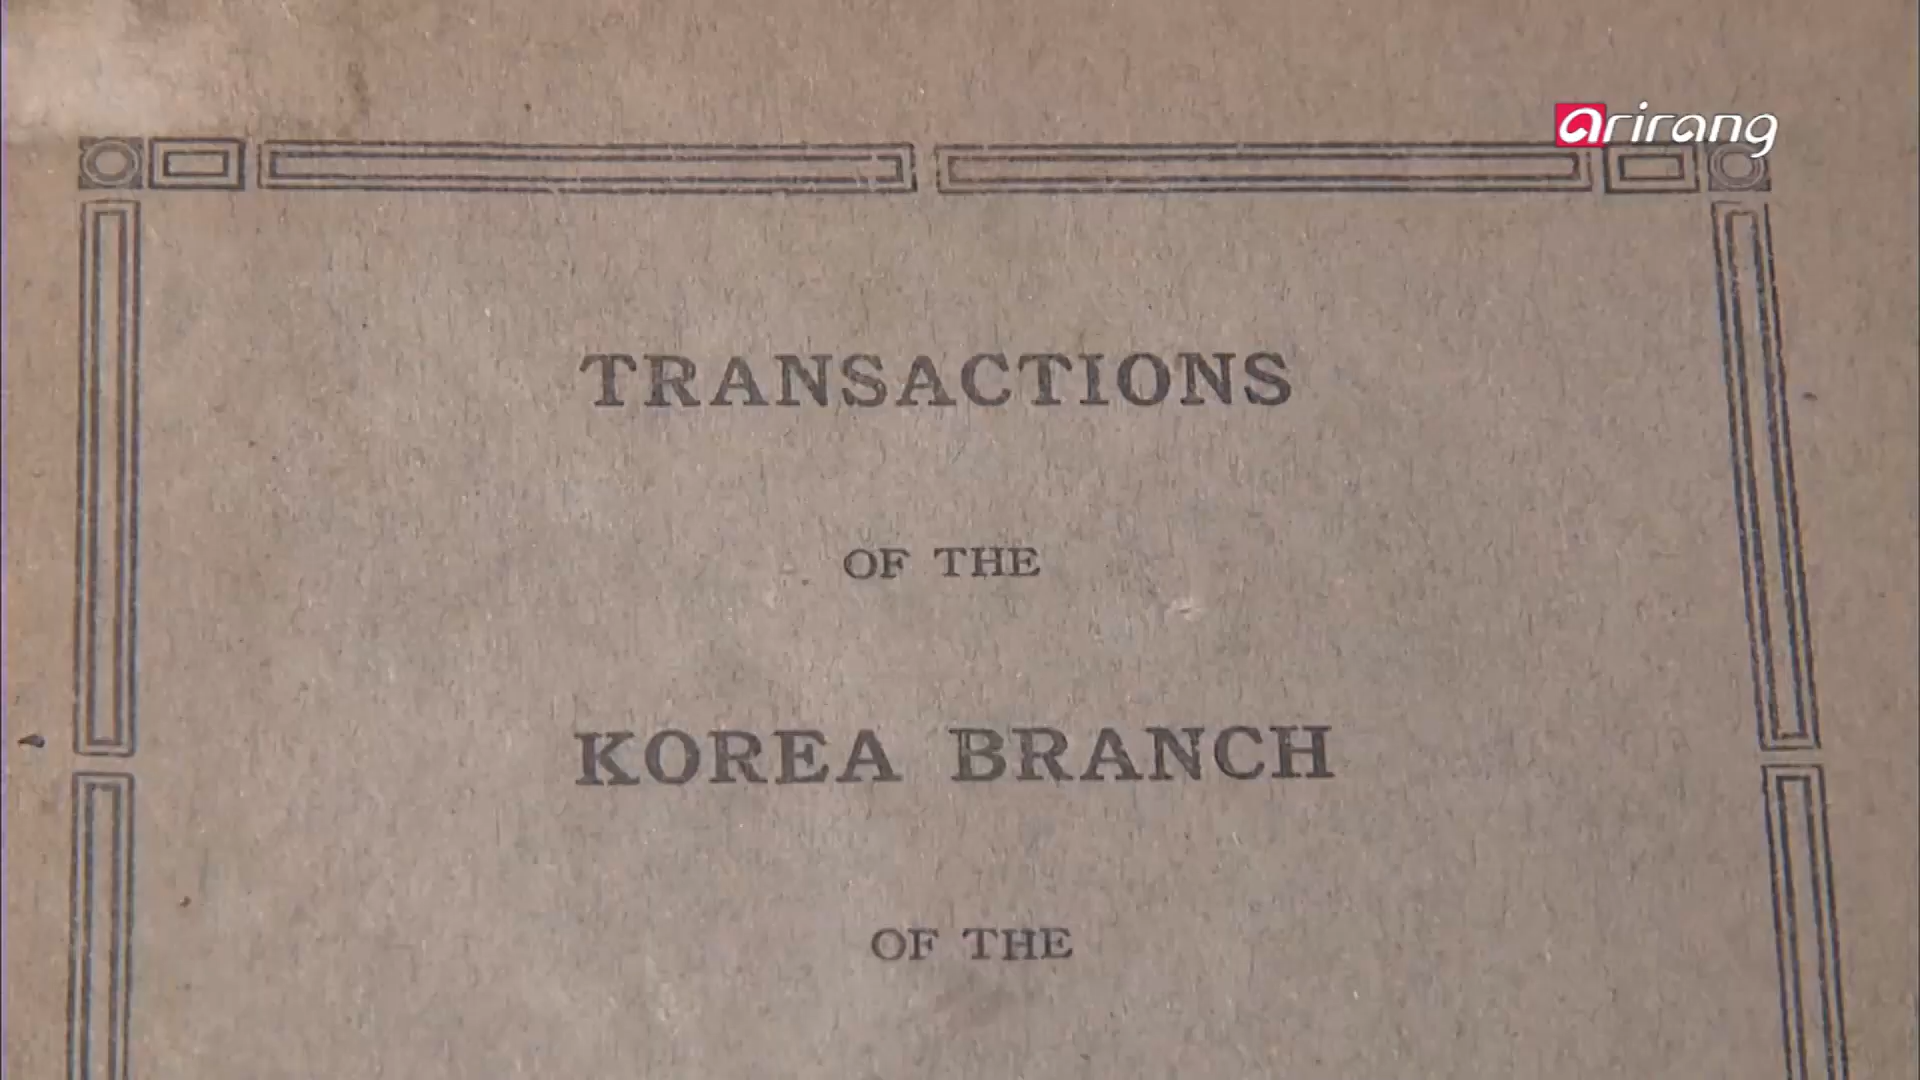 arirang
TRANSACTIONS
OF THE
KOREA BRANCH
OF THE